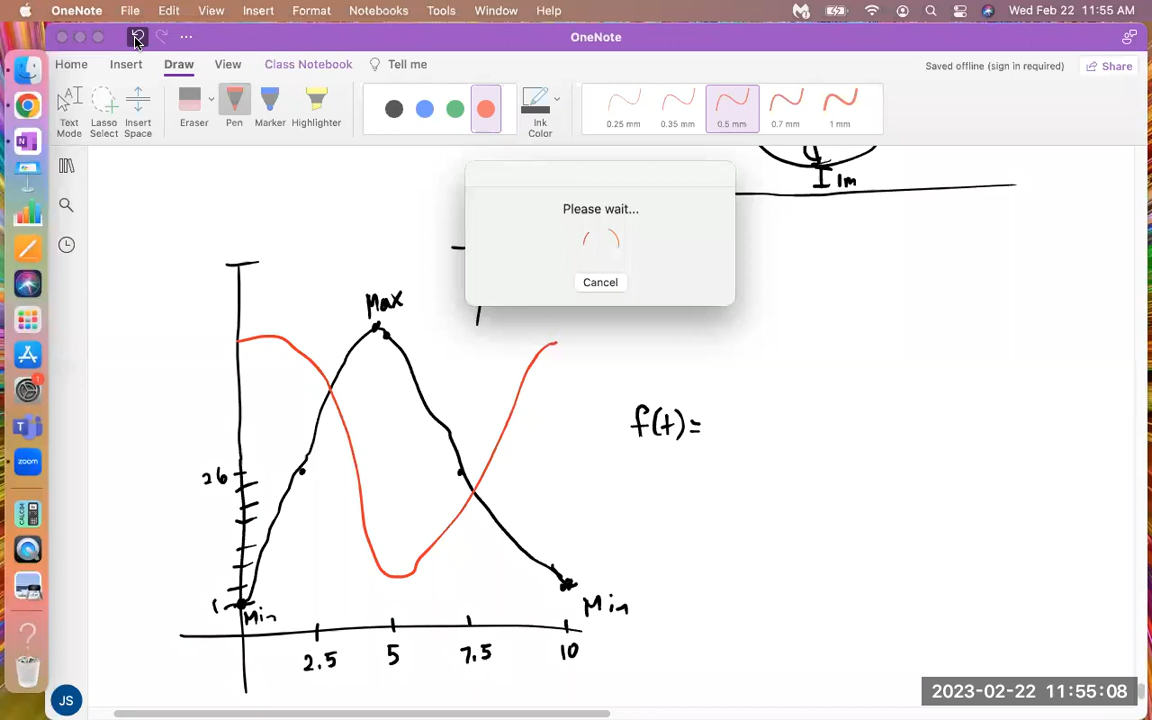 OneNote File Edit View Insert Format Notebooks Tools Window Help Wed Feb 22 11:55 AM
OneNote
Home Insert Draw View Class Notebook Tell me Saved offline (sign in required) Share
Text Mode Lasso Select Insert Space Eraser Pen Marker Highlighter Ink Color 0.25 mm 0.35 mm 0.5 mm 0.7 mm 1 mm
1m
Please wait...
Cancel
Max
f(t)=
26
1
Min
Min
2.5 5 7.5 10
CALC84
1
zoom
JS
2023-02-22 11:55:08